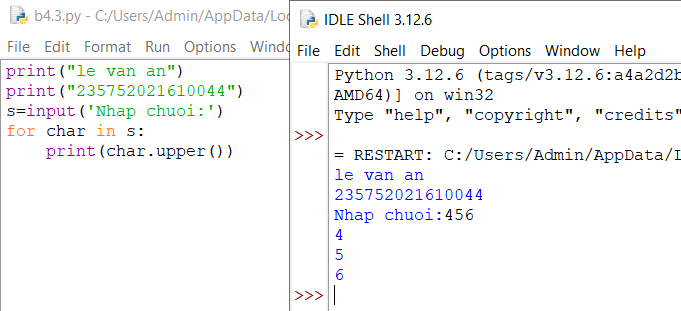 b4.3.py - C:/Users/Admin/AppData/Loc
File Edit Format Run Options Window
print("le van an")
print("235752021610044")
s=input('Nhap chuoi:')
for char in s:
    print(char.upper())
IDLE Shell 3.12.6
File Edit Shell Debug Options Window Help
Python 3.12.6 (tags/v3.12.6:a4a2d2b
AMD64)] on win32
Type "help", "copyright", "credits"
>>>
= RESTART: C:/Users/Admin/AppData/L
le van an
235752021610044
Nhap chuoi:456
4
5
6
>>>